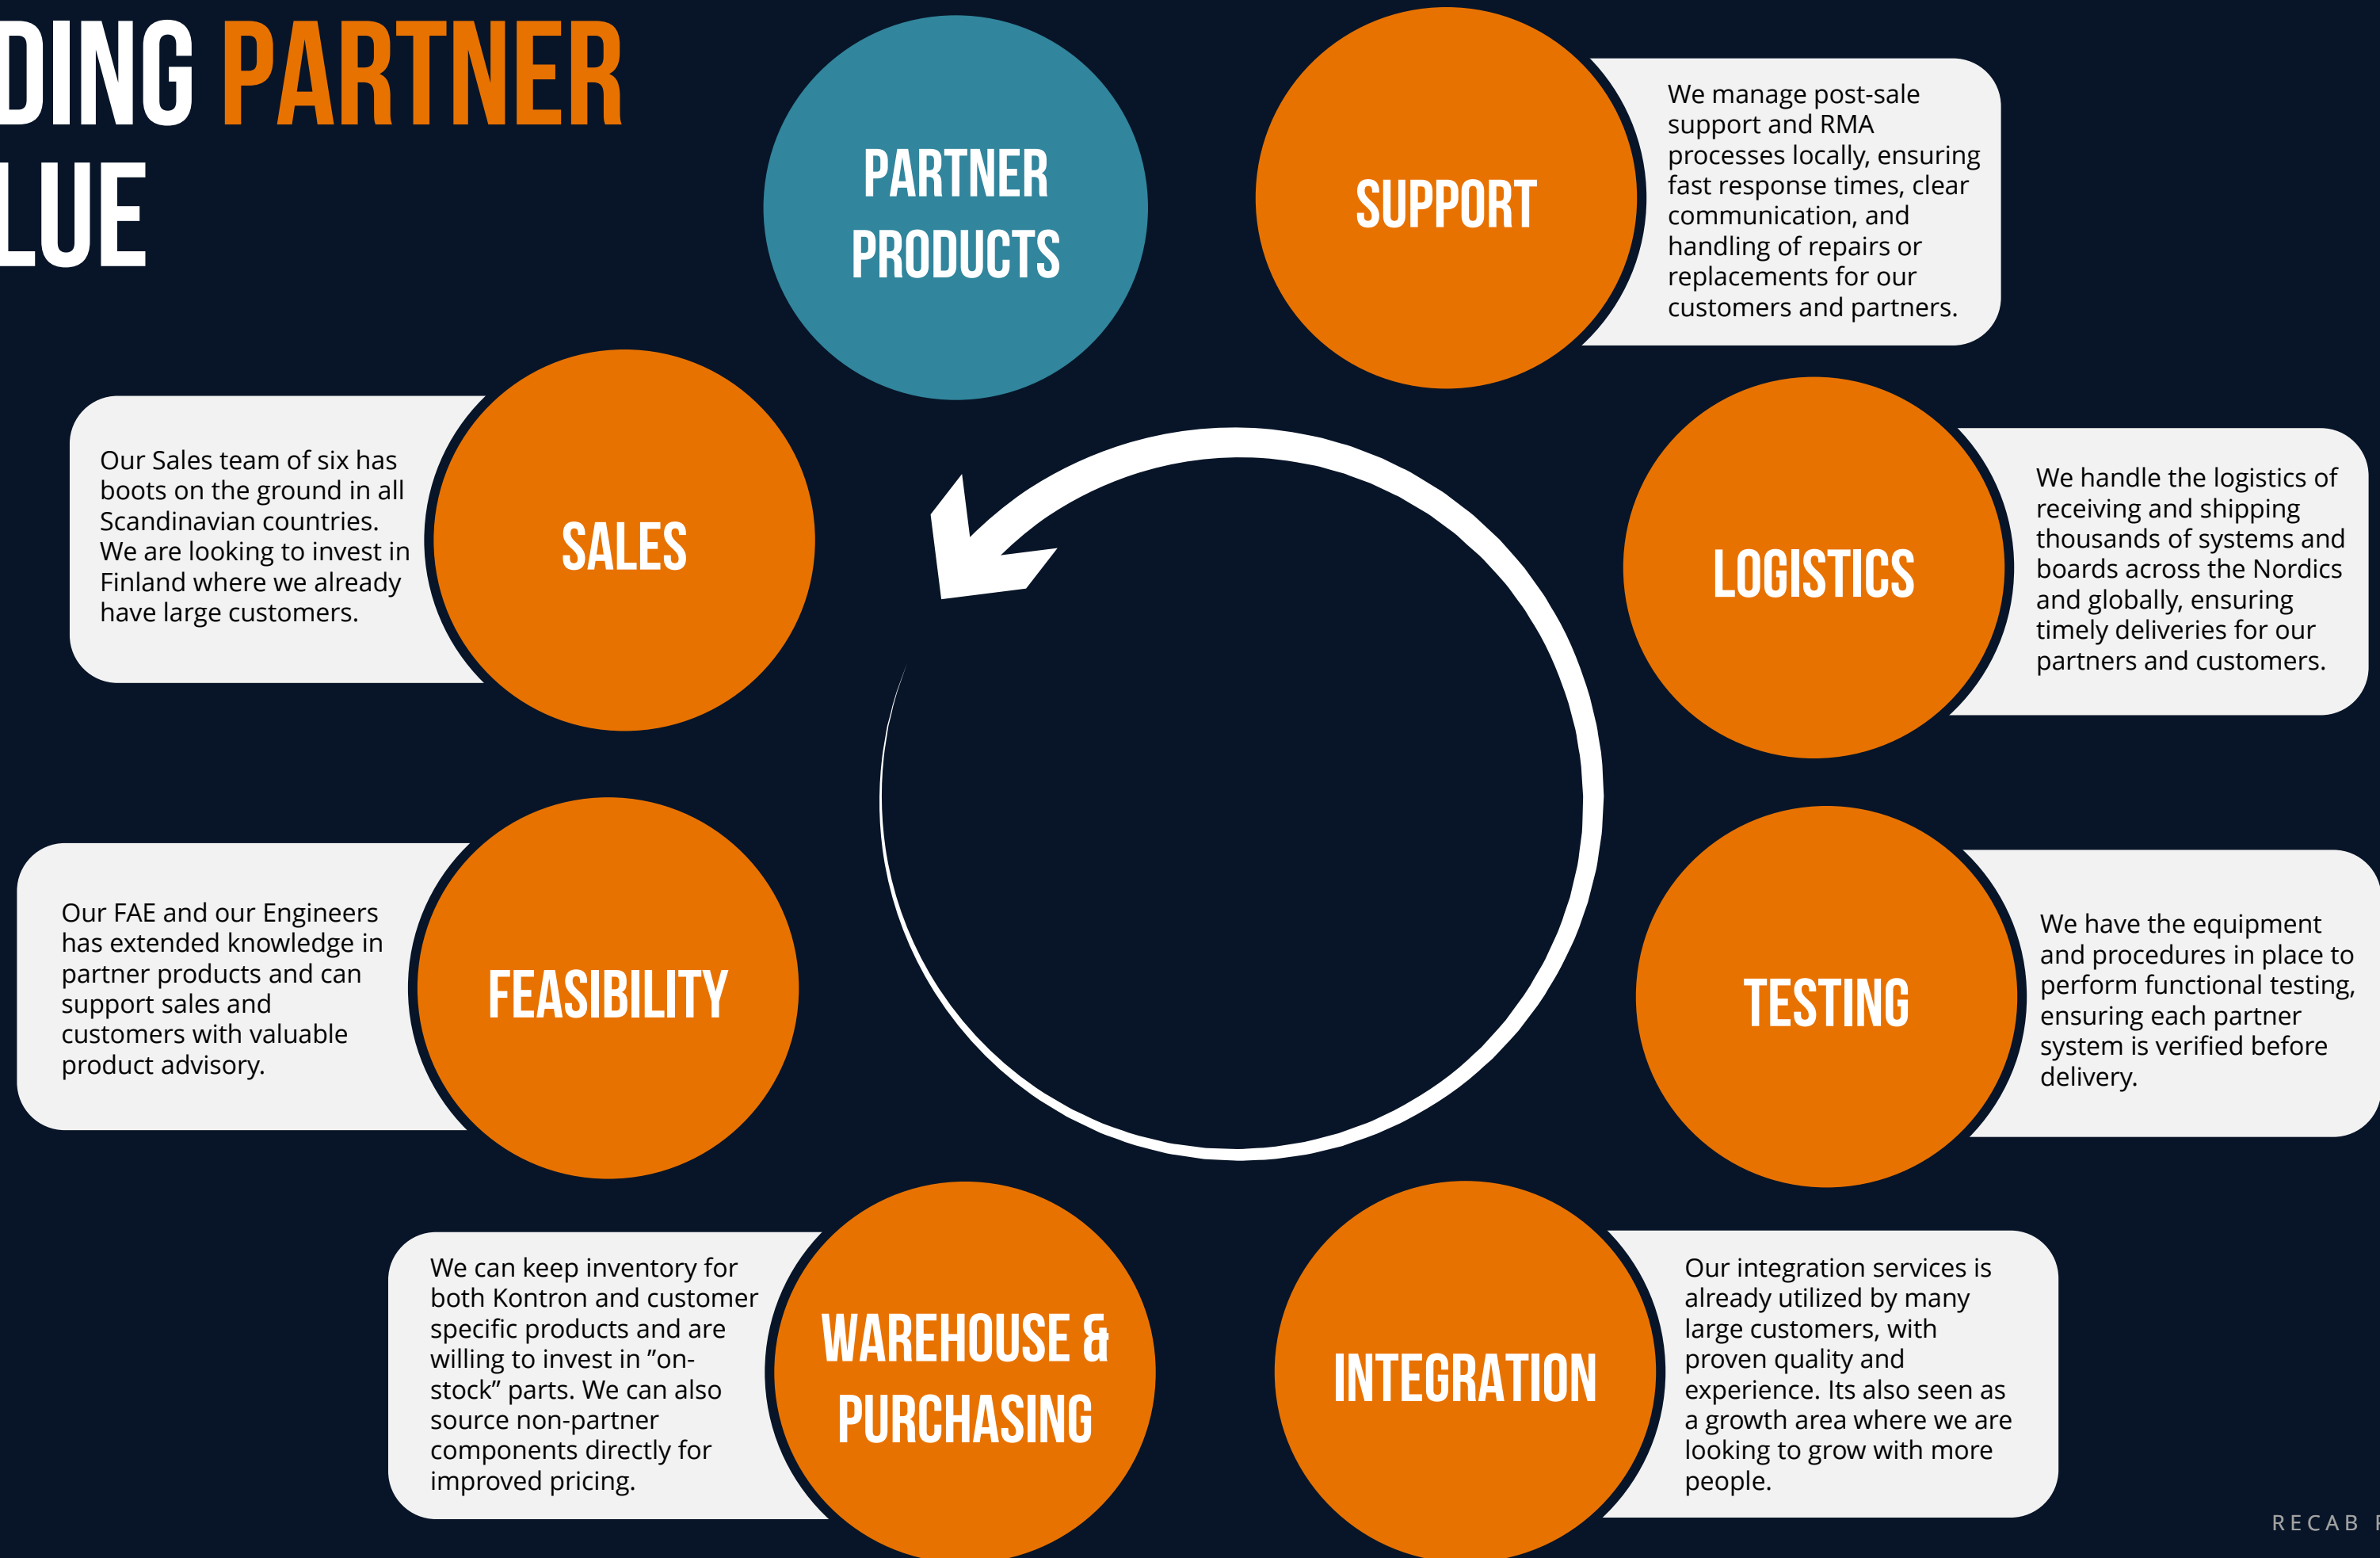 DING PARTNER
LUE
PARTNER
PRODUCTS
SUPPORT
We manage post-sale
support and RMA
processes locally, ensuring
fast response times, clear
communication, and
handling of repairs or
replacements for our
customers and partners.
Our Sales team of six has
boots on the ground in all
Scandinavian countries.
We are looking to invest in
Finland where we already
have large customers.
SALES
LOGISTICS
We handle the logistics of
receiving and shipping
thousands of systems and
boards across the Nordics
and globally, ensuring
timely deliveries for our
partners and customers.
Our FAE and our Engineers
has extended knowledge in
partner products and can
support sales and
customers with valuable
product advisory.
FEASIBILITY
TESTING
We have the equipment
and procedures in place to
perform functional testing,
ensuring each partner
system is verified before
delivery.
We can keep inventory for
both Kontron and customer
specific products and are
willing to invest in ”on-
stock” parts. We can also
source non-partner
components directly for
improved pricing.
WAREHOUSE &
PURCHASING
INTEGRATION
Our integration services is
already utilized by many
large customers, with
proven quality and
experience. Its also seen as
a growth area where we are
looking to grow with more
people.
RECAB